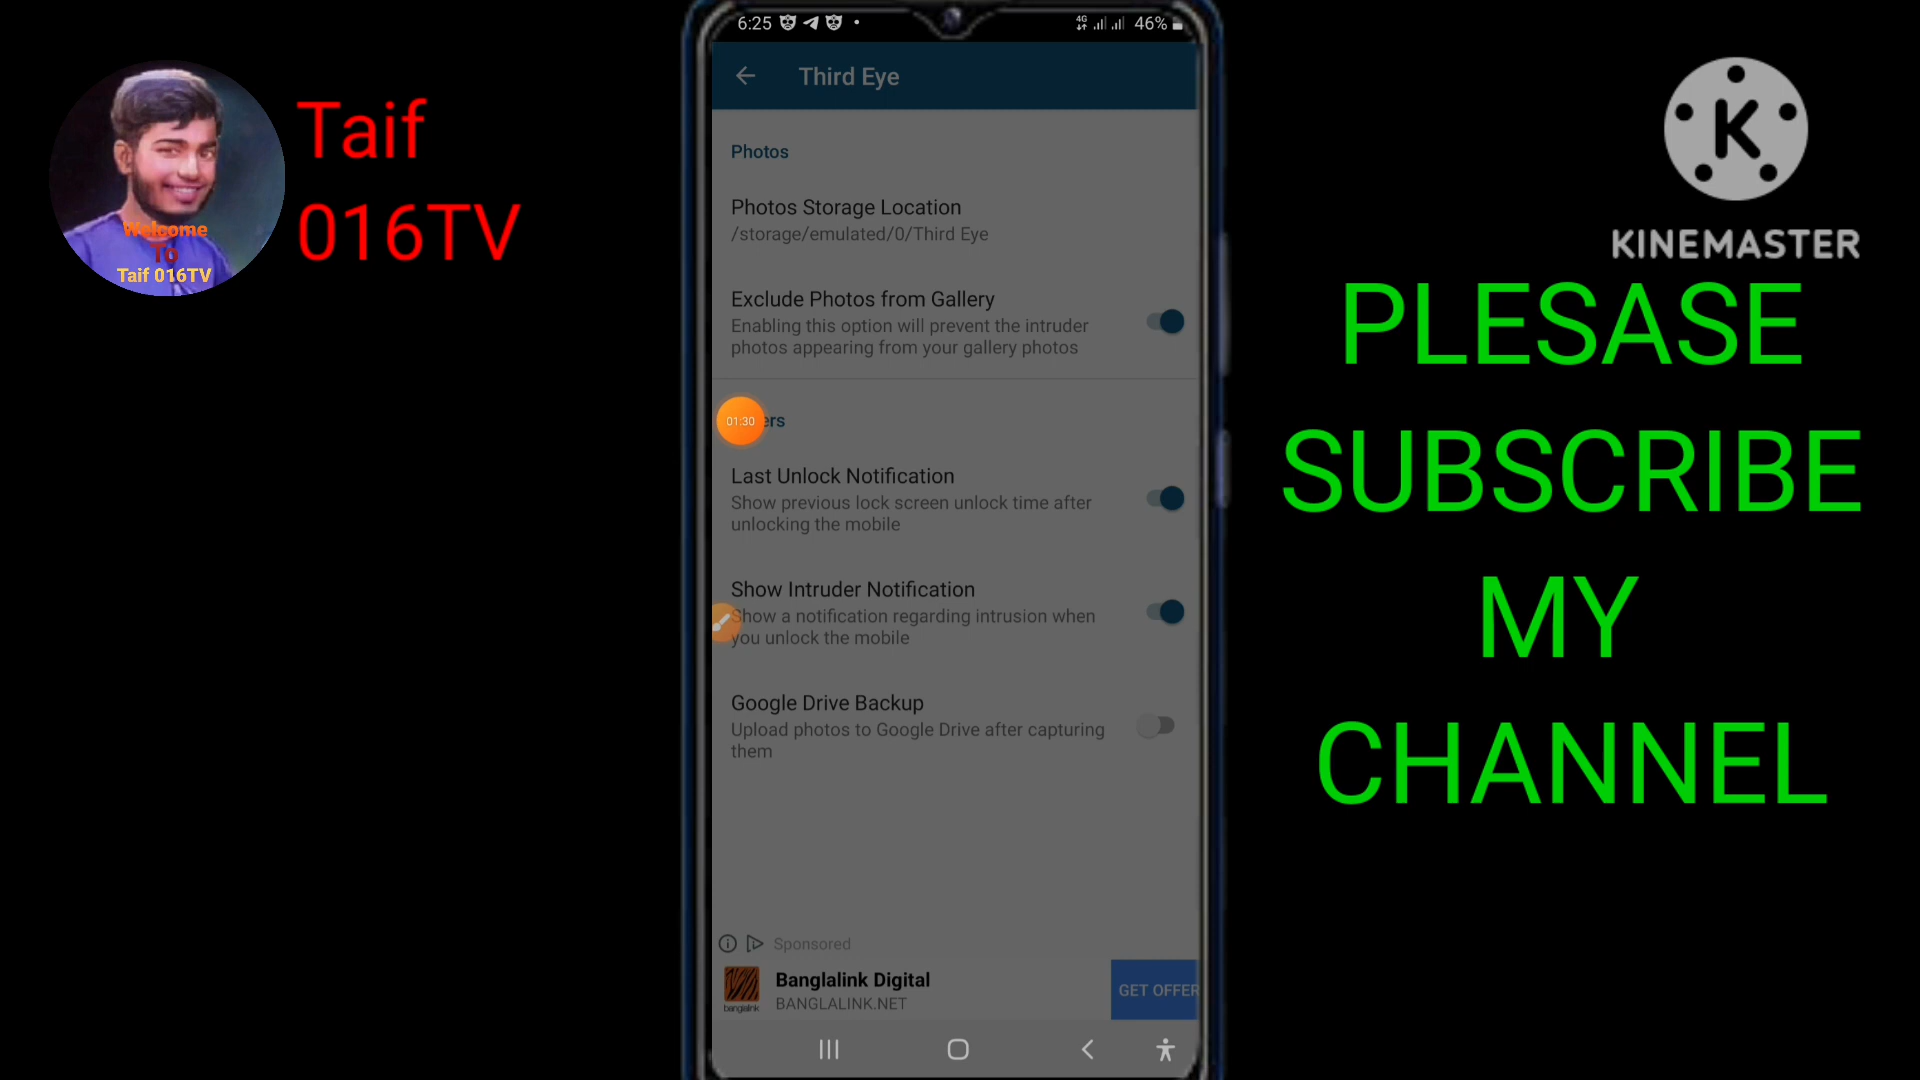 6:25
4G
46%
Third Eye
Photos
Photos Storage Location
/storage/emulated/0/Third Eye
Exclude Photos from Gallery
Enabling this option will prevent the intruder
photos appearing from your gallery photos
01:30
ers
Last Unlock Notification
Show previous lock screen unlock time after
unlocking the mobile
Show Intruder Notification
Show a notification regarding intrusion when
you unlock the mobile
Google Drive Backup
Upload photos to Google Drive after capturing
them
Sponsored
Banglalink Digital
BANGLALINK.NET
banglalink
GET OFFER
Taif
016TV
Welcome
To
Taif 016TV
K
KINEMASTER
PLESASE
SUBSCRIBE
MY
CHANNEL